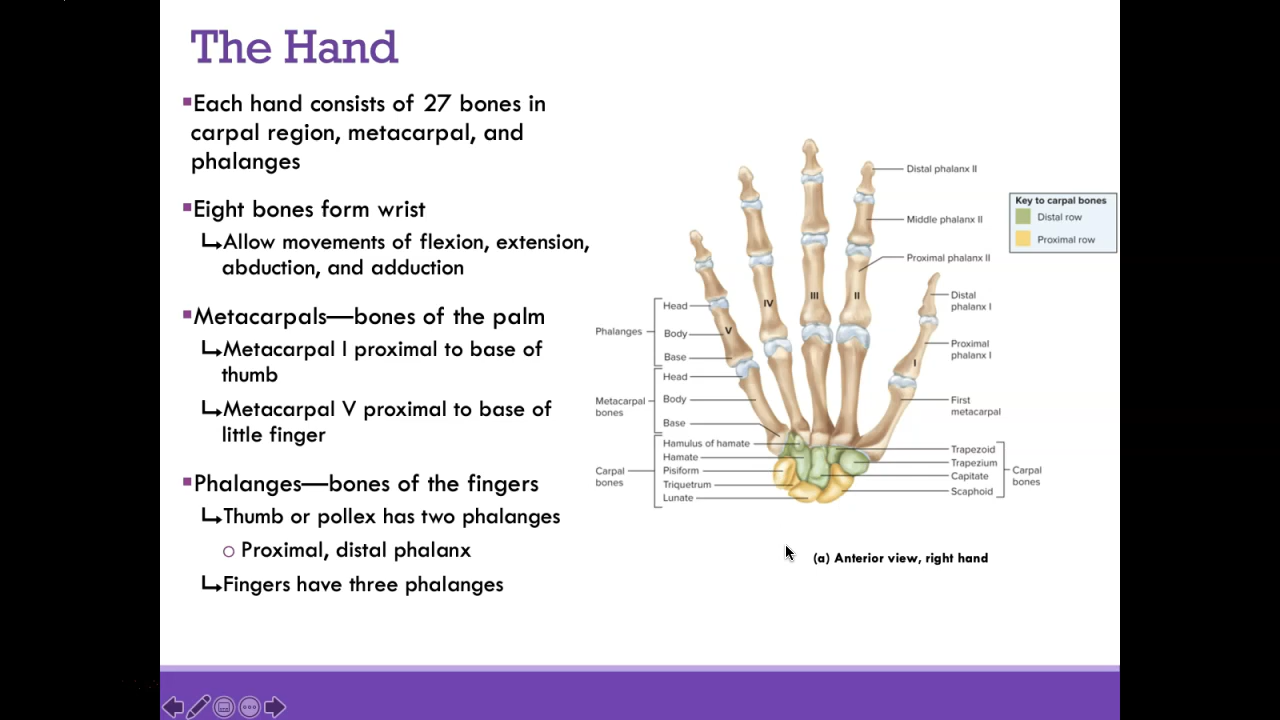 The Hand
▪Each hand consists of 27 bones in
carpal region, metacarpal, and
phalanges
▪Eight bones form wrist
↳Allow movements of flexion, extension,
abduction, and adduction
▪Metacarpals—bones of the palm
↳Metacarpal I proximal to base of
thumb
↳Metacarpal V proximal to base of
little finger
▪Phalanges—bones of the fingers
↳Thumb or pollex has two phalanges
○ Proximal, distal phalanx
↳Fingers have three phalanges
Distal phalanx II
Middle phalanx II
Proximal phalanx II
Key to carpal bones
Distal row
Proximal row
IV
III
II
V
I
Distal
phalanx I
Proximal
phalanx I
First
metacarpal
Phalanges
Head
Body
Base
Metacarpal
bones
Head
Body
Base
Carpal
bones
Hamulus of hamate
Hamate
Pisiform
Triquetrum
Lunate
Trapezoid
Trapezium
Capitate
Scaphoid
Carpal
bones
(a) Anterior view, right hand